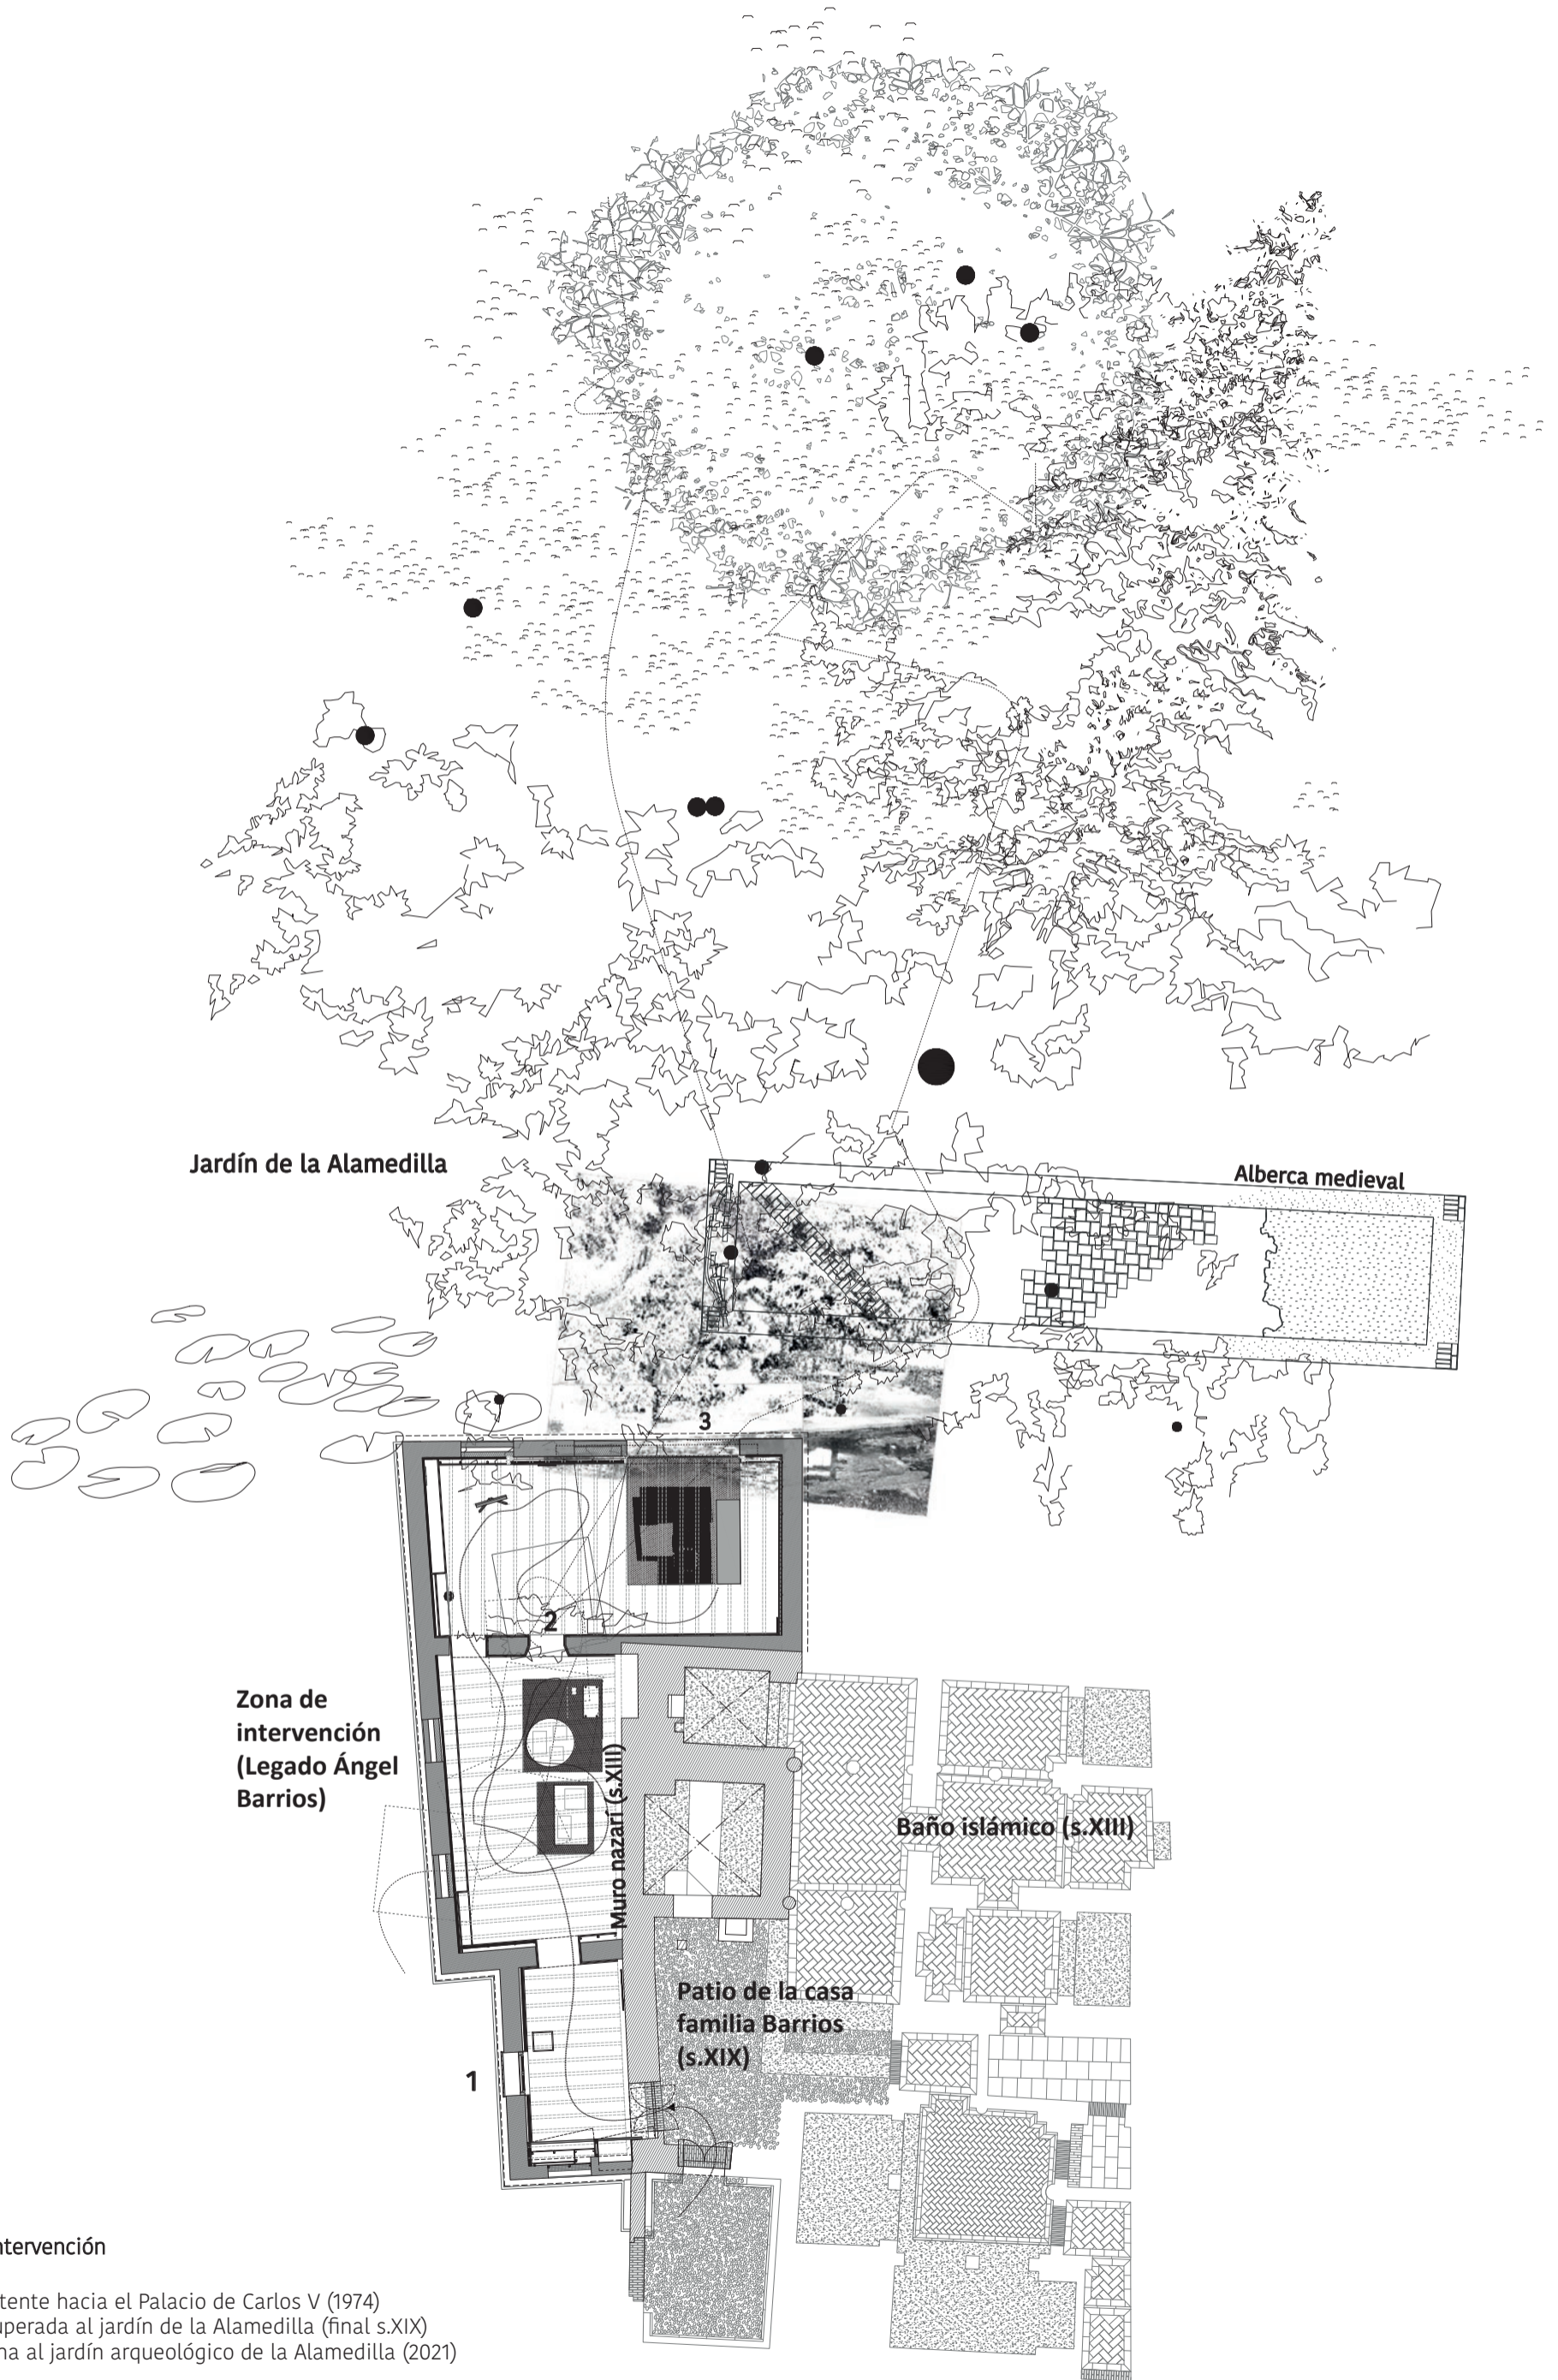 Jardín de la Alamedilla
Alberca medieval
3
2
Zona de
intervención
(Legado Ángel
Barrios)
Muro nazarí (s.XIII)
Baño islámico (s.XIII)
Patio de la casa
familia Barrios
(s.XIX)
1
ntervención
tente hacia el Palacio de Carlos V (1974)
uperada al jardín de la Alamedilla (final s.XIX)
na al jardín arqueológico de la Alamedilla (2021)